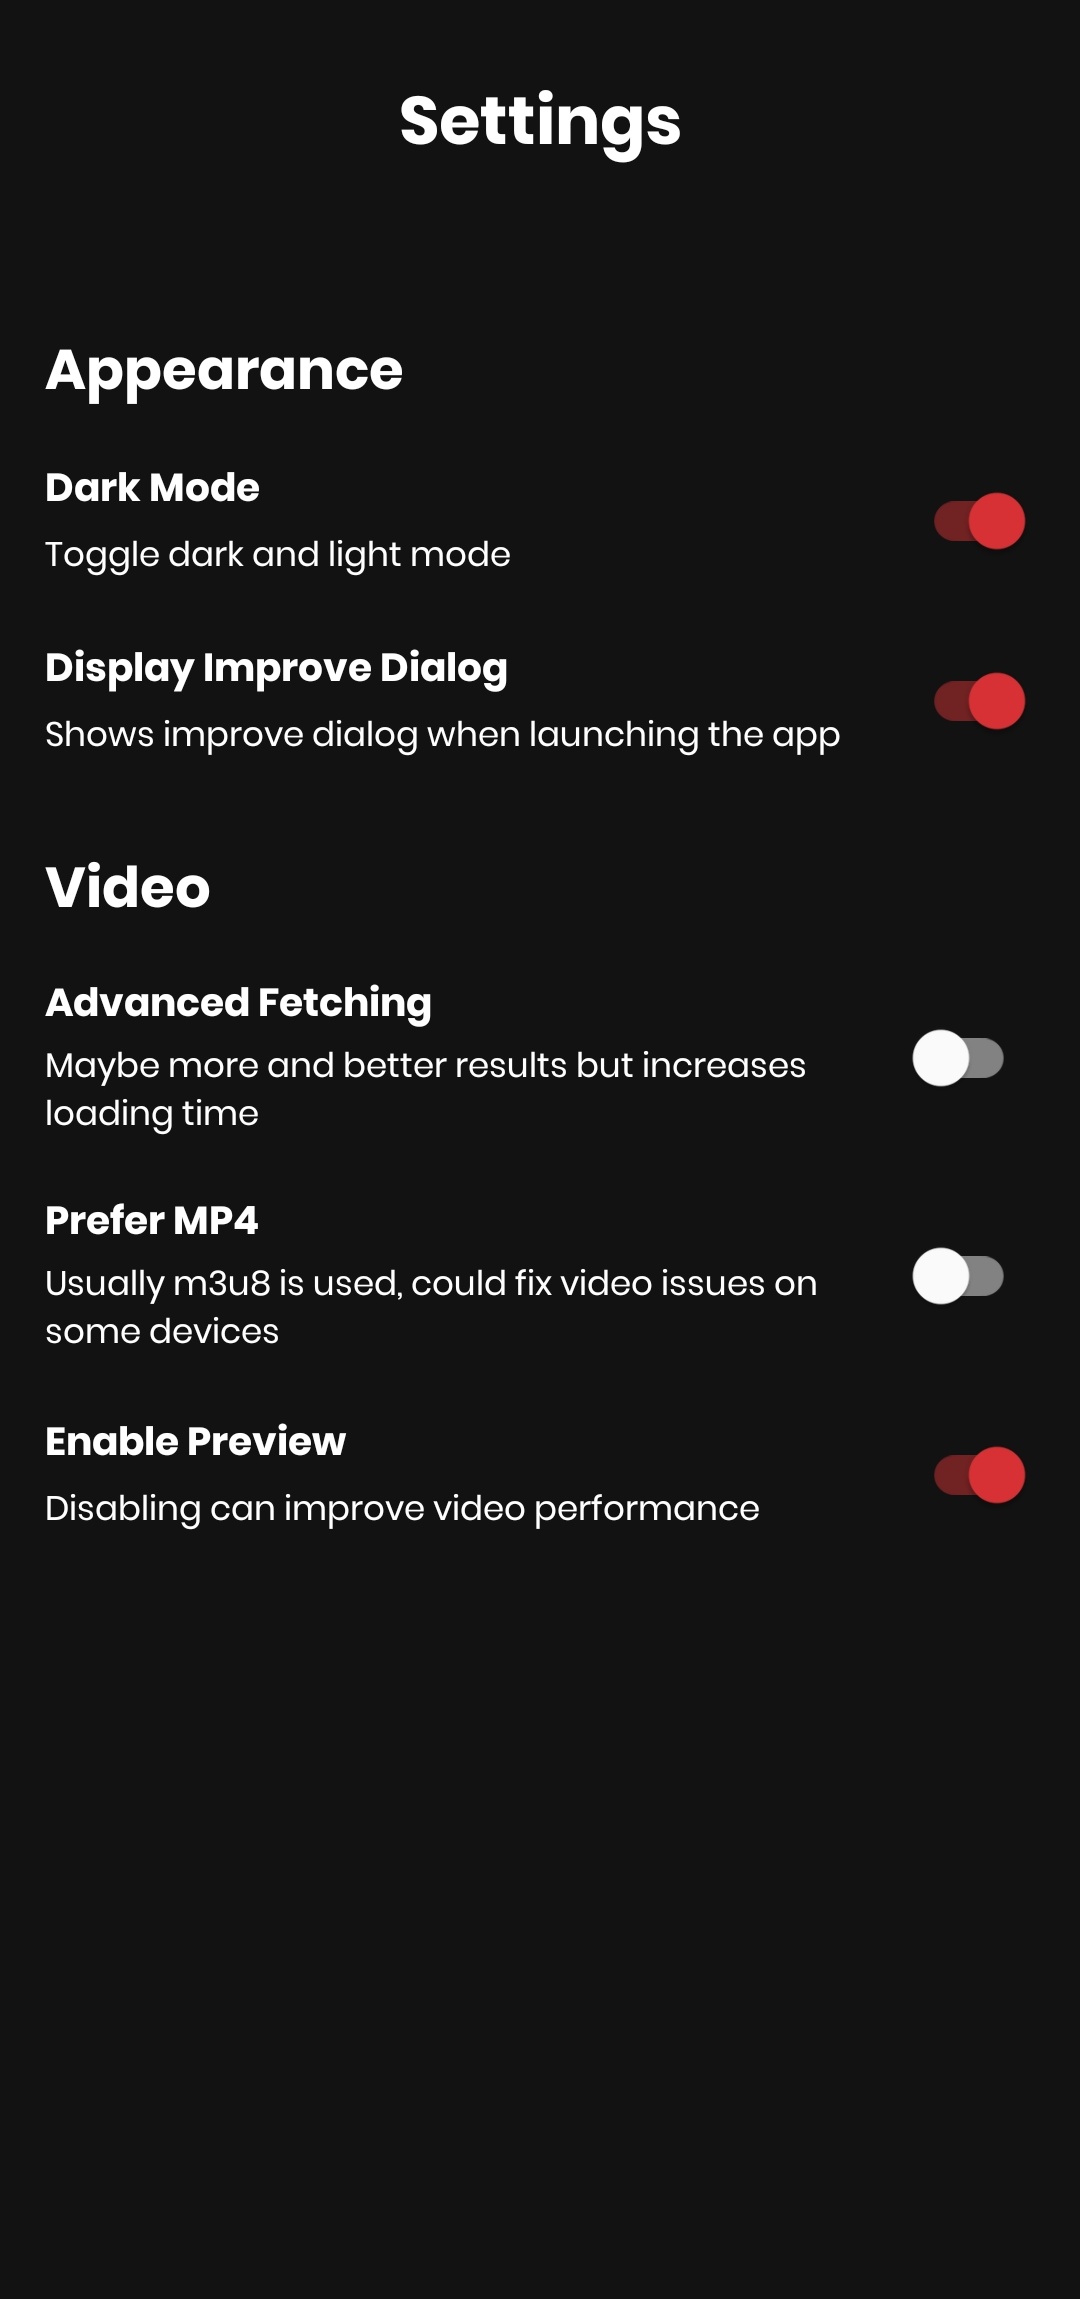 Settings
Appearance
Dark Mode
Toggle dark and light mode
Display Improve Dialog
Shows improve dialog when launching the app
Video
Advanced Fetching
Maybe more and better results but increases
loading time
Prefer MP4
Usually m3u8 is used, could fix video issues on
some devices
Enable Preview
Disabling can improve video performance